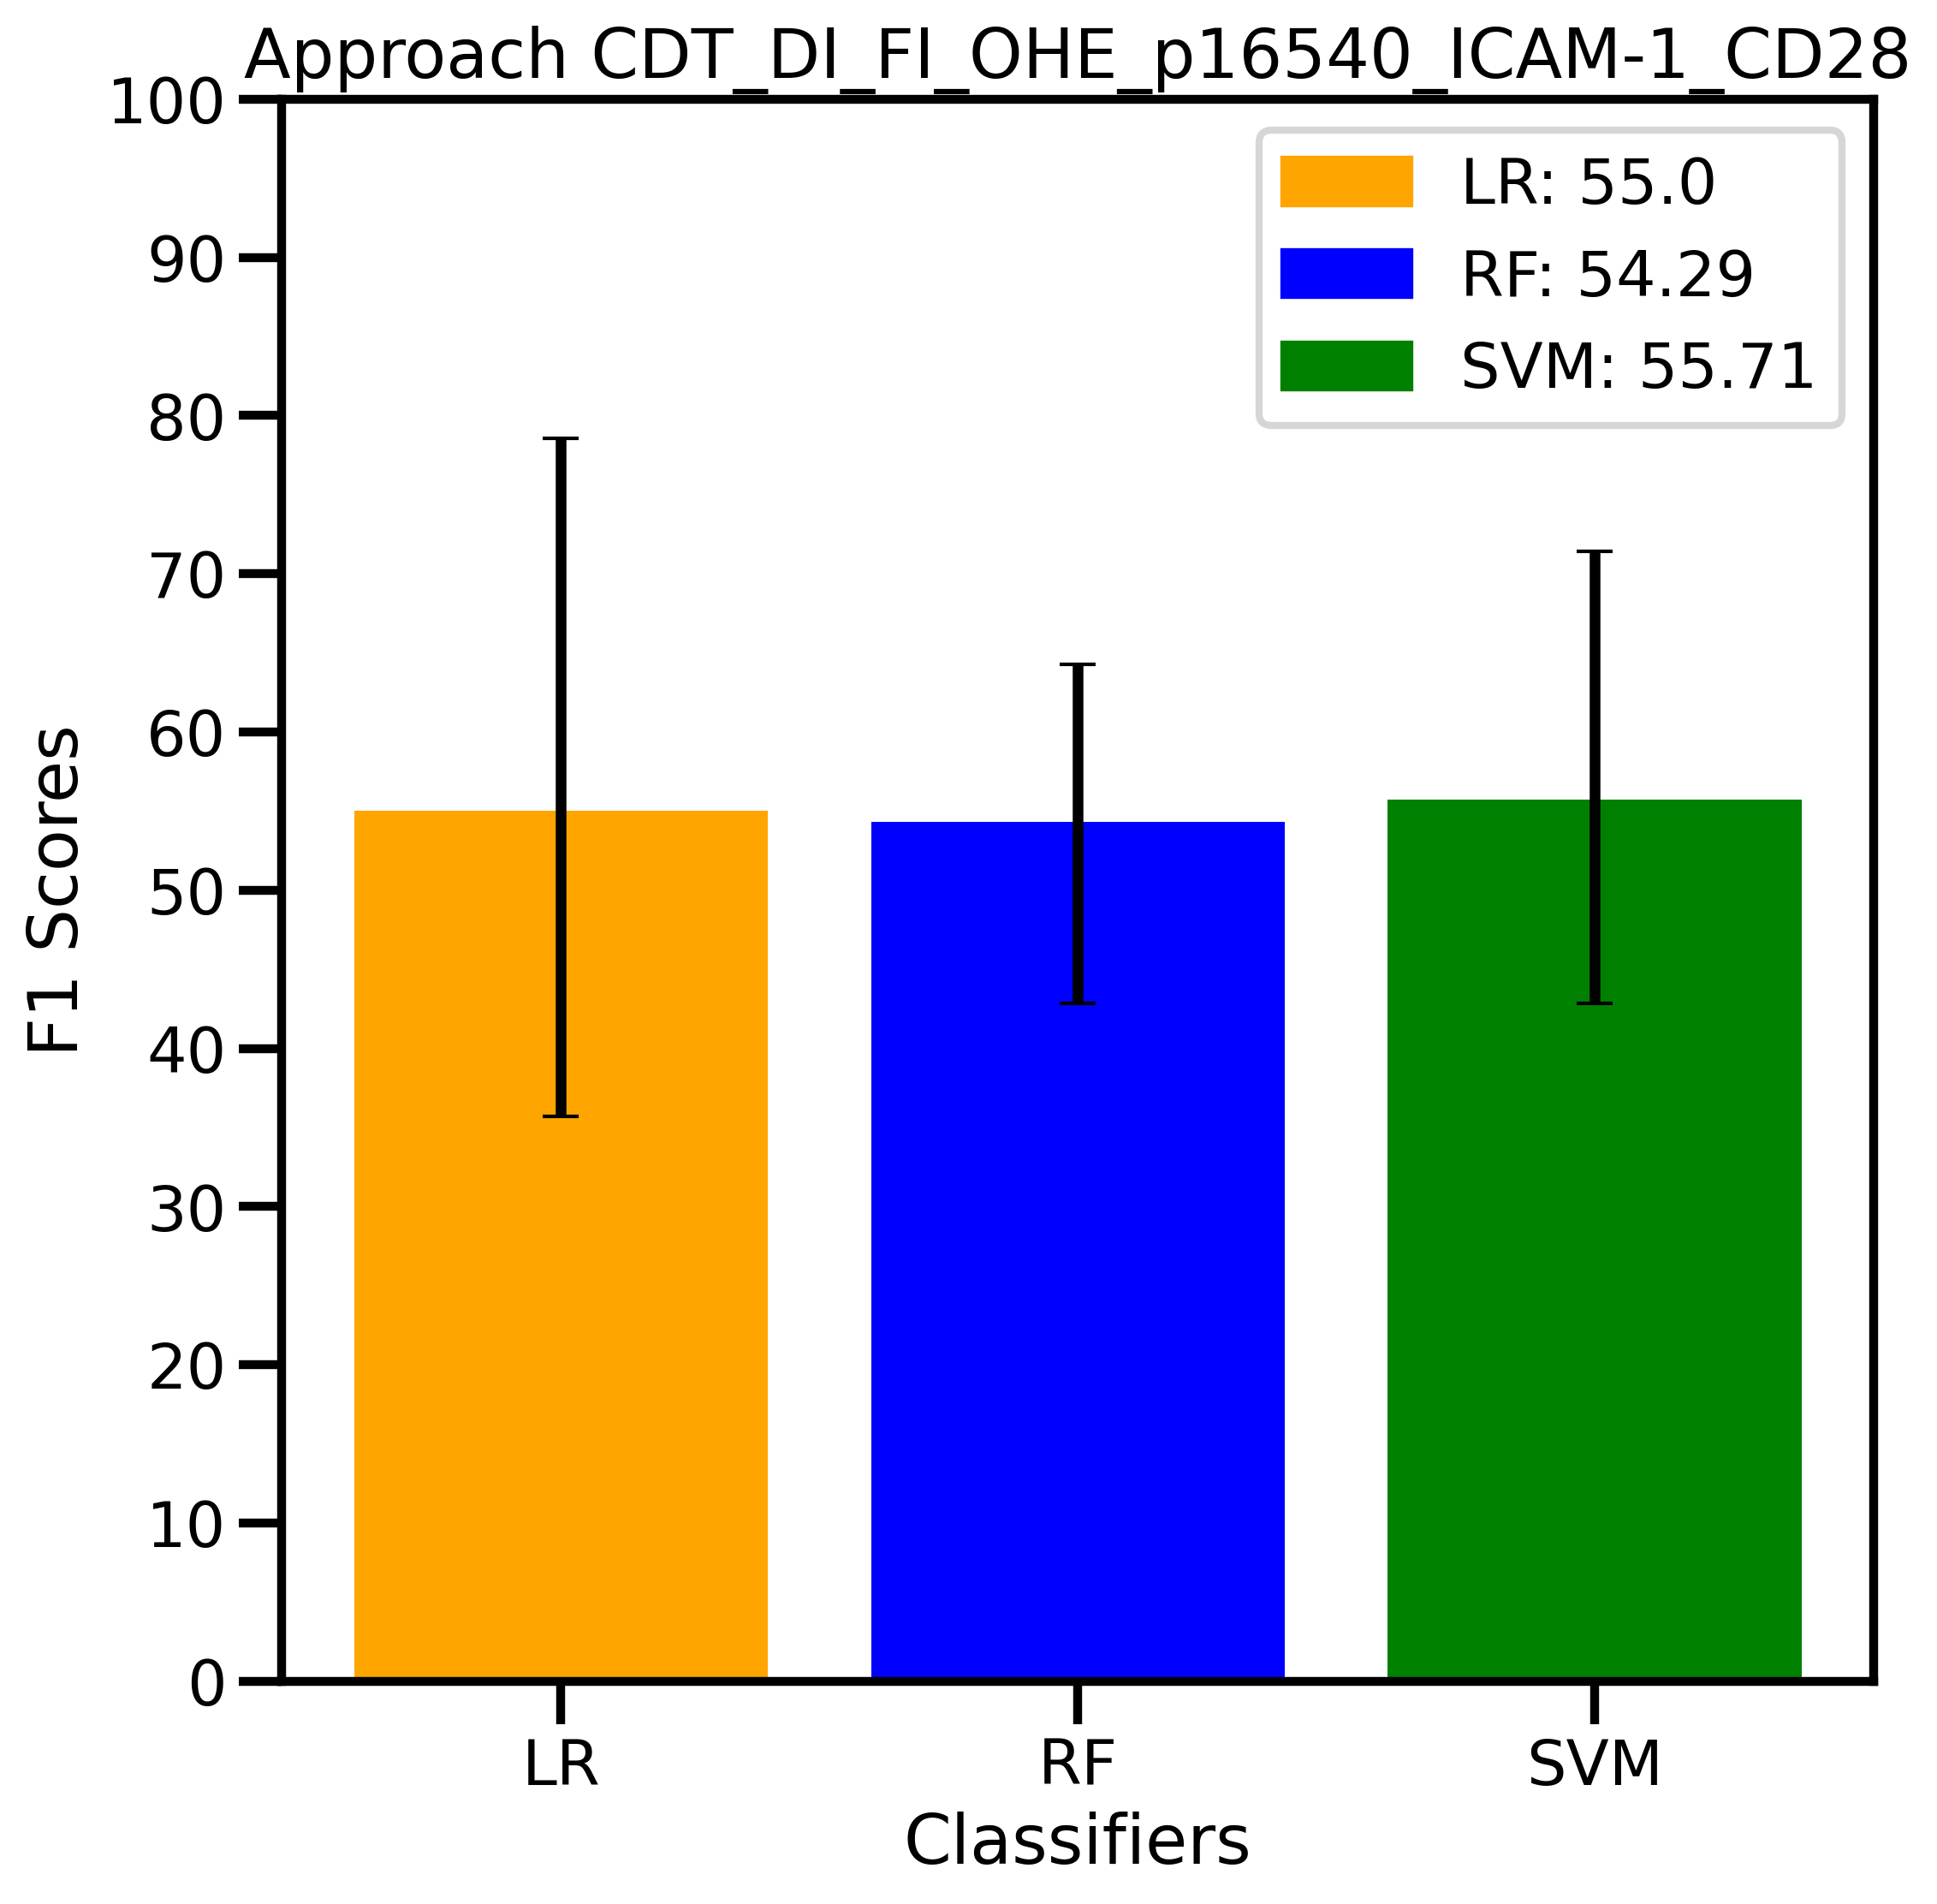 Approach CDT_DI_FI_OHE_p16540_ICAM-1_CD28
100
90
80
70
60
50
40
30
20
10
0
F1 Scores
LR: 55.0
RF: 54.29
SVM: 55.71
LR
RF
SVM
Classifiers